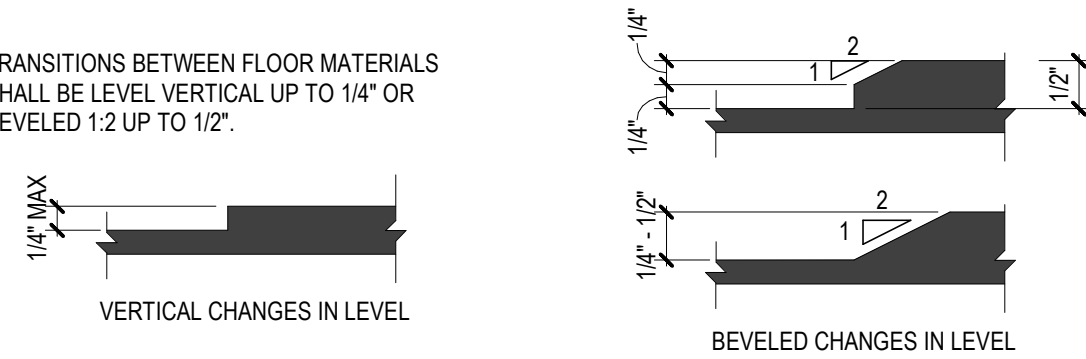 RANSITIONS BETWEEN FLOOR MATERIALS
HALL BE LEVEL VERTICAL UP TO 1/4" OR
EVELED 1:2 UP TO 1/2".
1/4" MAX
VERTICAL CHANGES IN LEVEL
1/4"
1/4"
2
1
1/2"
1/4" - 1/2"
2
1
BEVELED CHANGES IN LEVEL